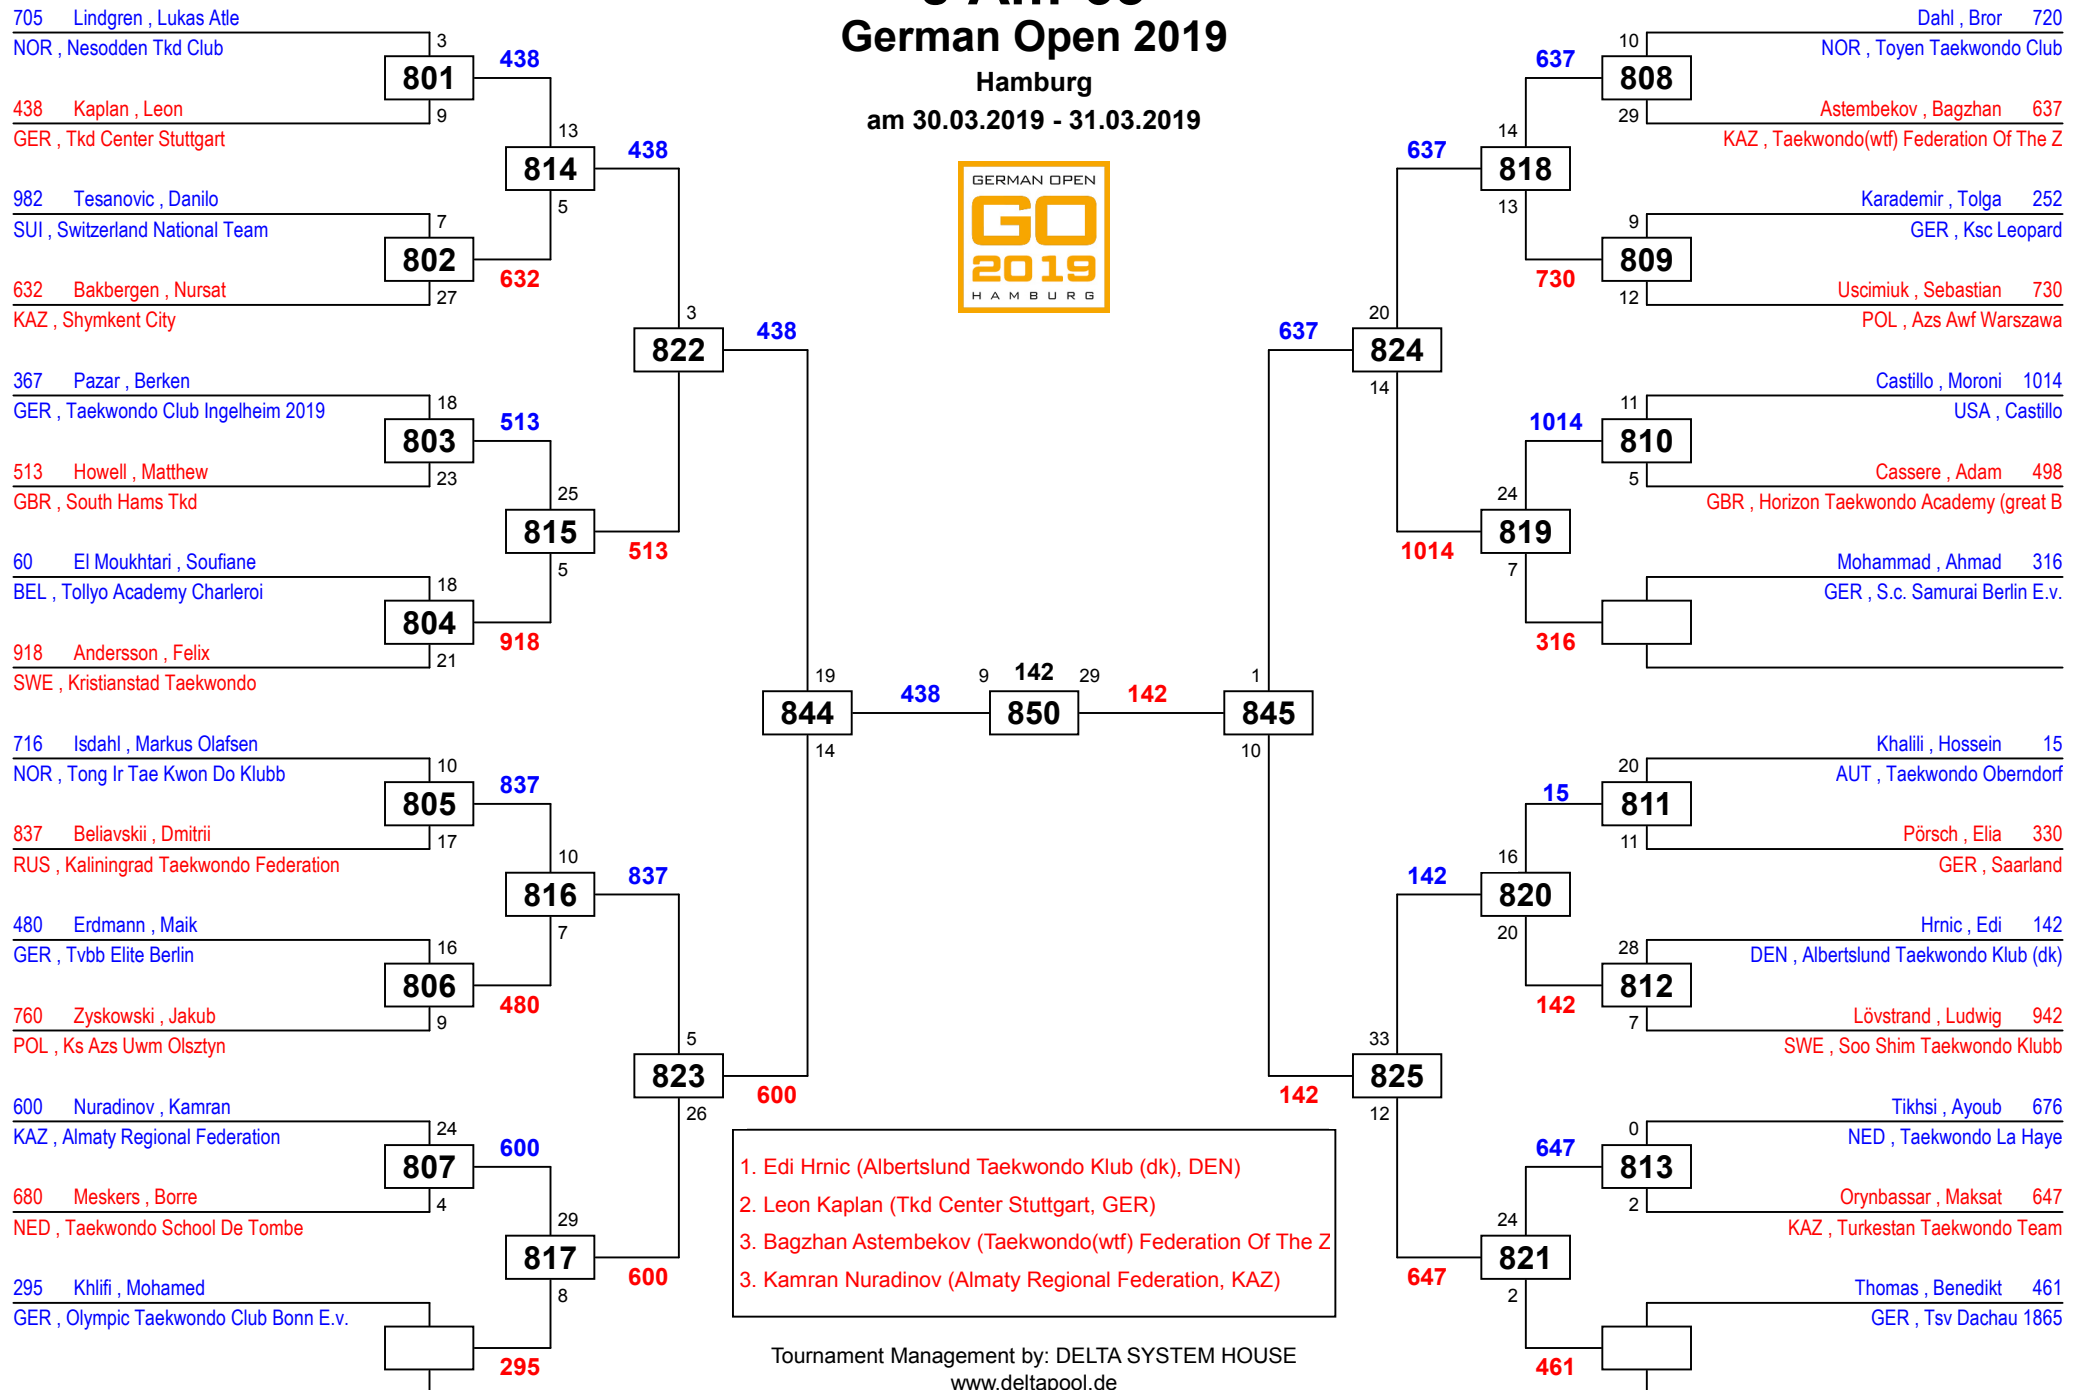 German Open 2019
Hamburg
am 30.03.2019 - 31.03.2019
GERMAN OPEN
GO
2019
HAMBURG
705 Lindgren , Lukas Atle
NOR , Nesodden Tkd Club
3
801
438
9
438 Kaplan , Leon
GER , Tkd Center Stuttgart
13
814
438
5
982 Tesanovic , Danilo
SUI , Switzerland National Team
7
802
632
27
632 Bakbergen , Nursat
KAZ , Shymkent City
3
822
438
367 Pazar , Berken
GER , Taekwondo Club Ingelheim 2019
18
803
513
23
513 Howell , Matthew
GBR , South Hams Tkd
25
815
513
5
60 El Moukhtari , Soufiane
BEL , Tollyo Academy Charleroi
18
804
918
21
918 Andersson , Felix
SWE , Kristianstad Taekwondo
19
844
438
14
716 Isdahl , Markus Olafsen
NOR , Tong Ir Tae Kwon Do Klubb
10
805
837
17
837 Beliavskii , Dmitrii
RUS , Kaliningrad Taekwondo Federation
10
816
837
7
480 Erdmann , Maik
GER , Tvbb Elite Berlin
16
806
480
9
760 Zyskowski , Jakub
POL , Ks Azs Uwm Olsztyn
5
823
600
26
600 Nuradinov , Kamran
KAZ , Almaty Regional Federation
24
807
600
4
680 Meskers , Borre
NED , Taekwondo School De Tombe
29
817
600
8
295 Khlifi , Mohamed
GER , Olympic Taekwondo Club Bonn E.v.
295
9 142 29
850
142
Dahl , Bror 720
NOR , Toyen Taekwondo Club
10
637
808
29
Astembekov , Bagzhan 637
KAZ , Taekwondo(wtf) Federation Of The Z
14
637
818
13
Karademir , Tolga 252
GER , Ksc Leopard
9
809
730
12
Uscimiuk , Sebastian 730
POL , Azs Awf Warszawa
20
637
824
14
Castillo , Moroni 1014
USA , Castillo
11
1014
810
5
Cassere , Adam 498
GBR , Horizon Taekwondo Academy (great B
24
819
1014
7
Mohammad , Ahmad 316
GER , S.c. Samurai Berlin E.v.
316
1
845
10
Khalili , Hossein 15
AUT , Taekwondo Oberndorf
20
15
811
11
Pörsch , Elia 330
GER , Saarland
16
142
820
20
Hrnic , Edi 142
DEN , Albertslund Taekwondo Klub (dk)
28
812
142
7
Lövstrand , Ludwig 942
SWE , Soo Shim Taekwondo Klubb
33
825
142
12
Tikhsi , Ayoub 676
NED , Taekwondo La Haye
0
647
813
2
Orynbassar , Maksat 647
KAZ , Turkestan Taekwondo Team
24
821
647
2
Thomas , Benedikt 461
GER , Tsv Dachau 1865
461
1. Edi Hrnic (Albertslund Taekwondo Klub (dk), DEN)
2. Leon Kaplan (Tkd Center Stuttgart, GER)
3. Bagzhan Astembekov (Taekwondo(wtf) Federation Of The Z
3. Kamran Nuradinov (Almaty Regional Federation, KAZ)
Tournament Management by: DELTA SYSTEM HOUSE
www.deltapool.de